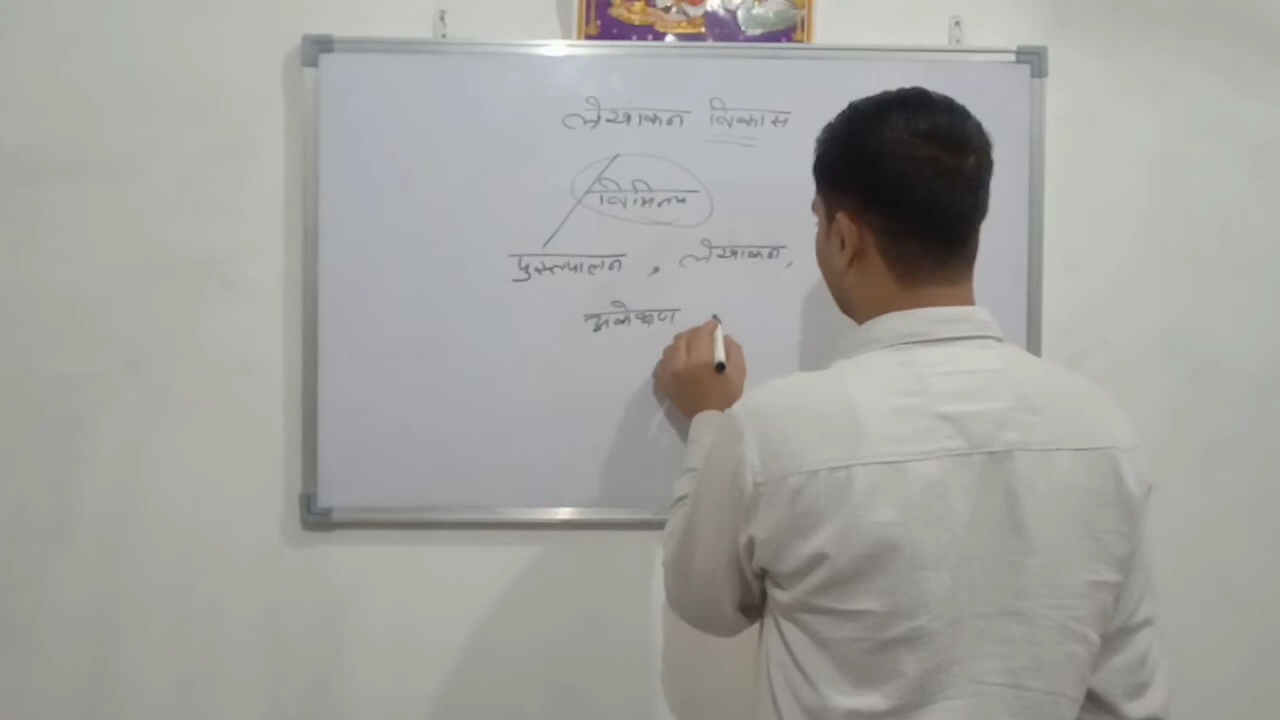 लेखांकन विकास
विनिमय
पुस्तपालन, लेखांकन,
अंकेक्षण